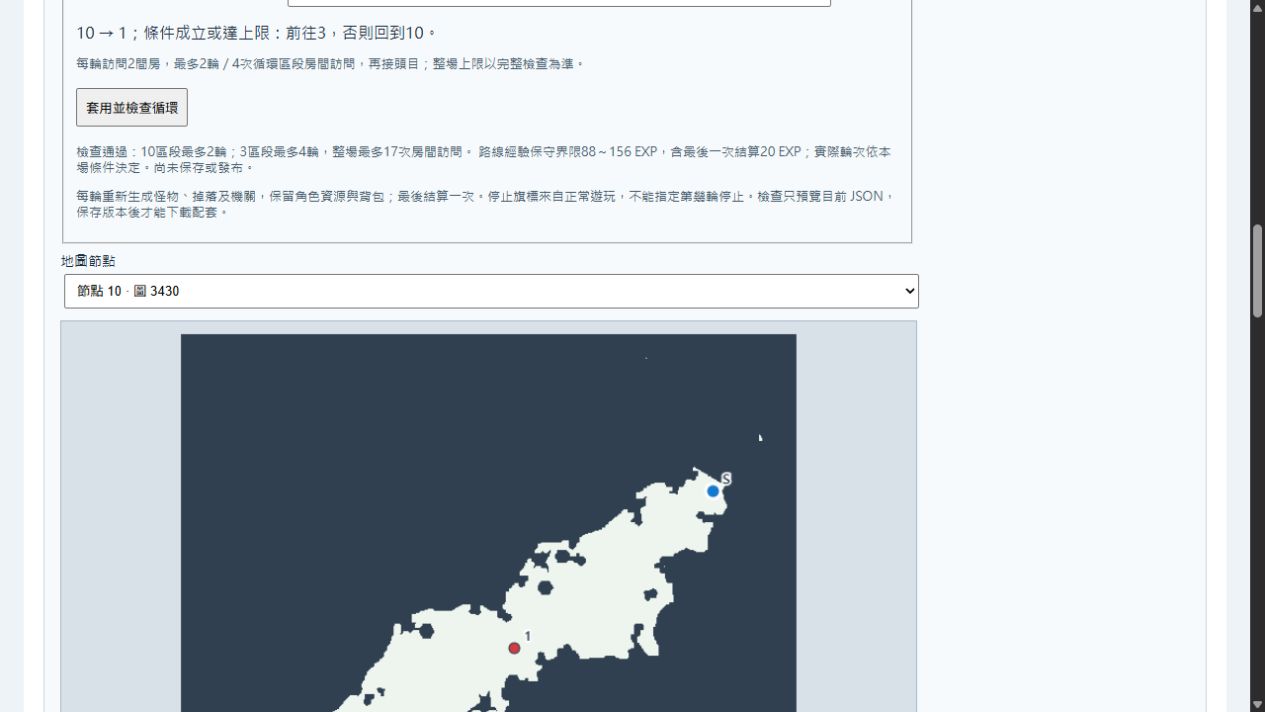 10 → 1；條件成立或達上限：前往3，否則回到10。
每輪訪問2間房，最多2輪 / 4次循環區段房間訪問，再接頭目；整場上限以完整檢查為準。
套用並檢查循環
檢查通過：10區段最多2輪；3區段最多4輪，整場最多17次房間訪問。 路線經驗保守界限88～156 EXP，含最後一次結算20 EXP；實際輪次依本
場條件決定。尚未保存或發布。
每輪重新生成怪物、掉落及機關，保留角色資源與背包；最後結算一次。停止旗標來自正常遊玩，不能指定第幾輪停止。檢查只預覽目前 JSON，
保存版本後才能下載配套。
地圖節點
節點 10 · 圖 3430
S
1